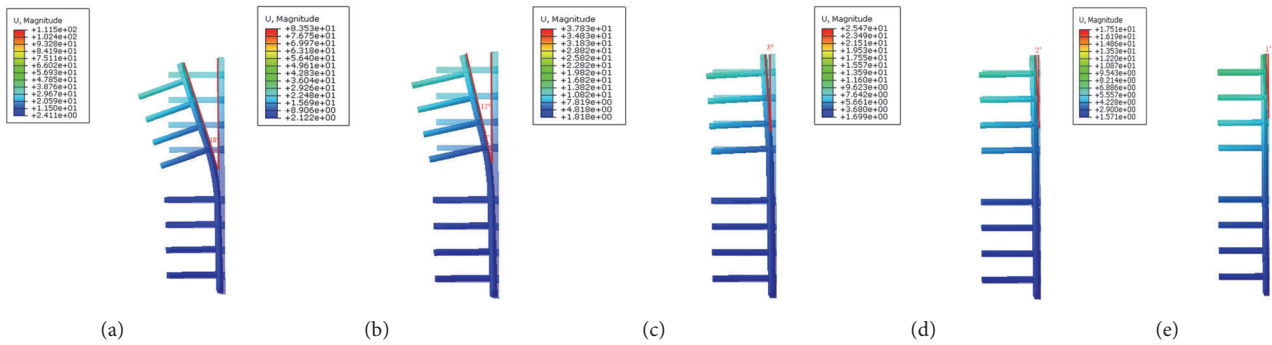 U, Magnitude
+1.115e+02
+1.024e+02
+9.328e+01
+8.419e+01
+7.511e+01
+6.602e+01
+5.693e+01
+4.785e+01
+3.876e+01
+2.967e+01
+2.059e+01
+1.150e+01
+2.411e+00
18°
(a)
U, Magnitude
+8.353e+01
+7.675e+01
+6.997e+01
+6.318e+01
+5.640e+01
+4.961e+01
+4.283e+01
+3.604e+01
+2.926e+01
+2.248e+01
+1.569e+01
+8.906e+00
+2.122e+00
12°
(b)
U, Magnitude
+3.783e+01
+3.483e+01
+3.183e+01
+2.882e+01
+2.582e+01
+2.282e+01
+1.982e+01
+1.682e+01
+1.382e+01
+1.082e+01
+7.819e+00
+4.818e+00
+1.818e+00
3°
(c)
U, Magnitude
+2.547e+01
+2.349e+01
+2.151e+01
+1.953e+01
+1.755e+01
+1.557e+01
+1.359e+01
+1.160e+01
+9.623e+00
+7.642e+00
+5.661e+00
+3.680e+00
+1.699e+00
2°
(d)
U, Magnitude
+1.751e+01
+1.619e+01
+1.486e+01
+1.353e+01
+1.220e+01
+1.087e+01
+9.543e+00
+8.214e+00
+6.886e+00
+5.557e+00
+4.228e+00
+2.900e+00
+1.571e+00
1°
(e)